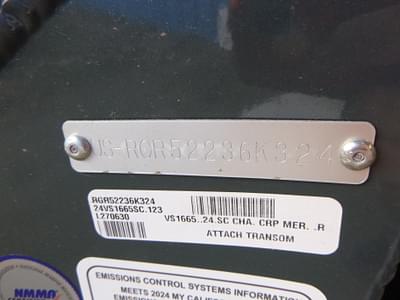 US-RGR52236K324
RGR52236K324
24VS1665SC.123
L270630
VS1665..24.SC CHA. CRP MER. .R
ATTACH TRANSOM
EMISSIONS CONTROL SYSTEMS INFORMATION
MEETS 2024 MY
NMMA